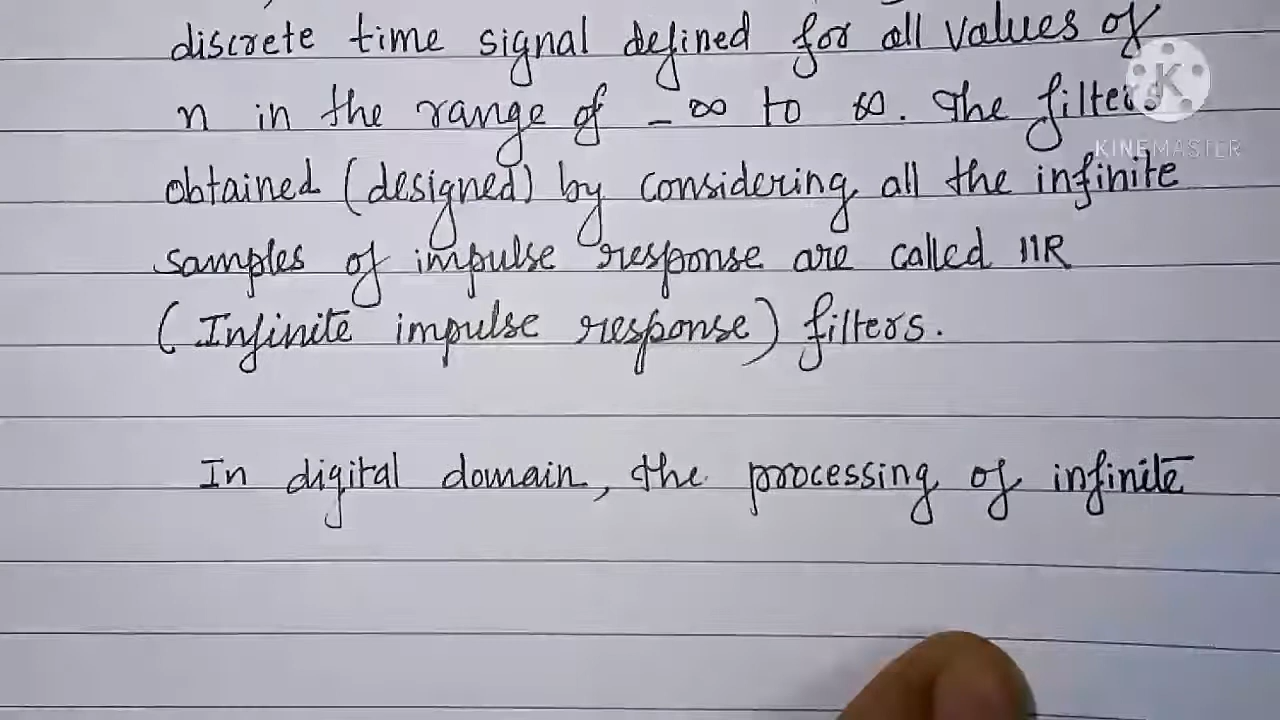 discrete time signal defined for all values of
n in the range of -∞ to ∞. The filters
obtained (designed) by considering all the infinite
samples of impulse response are called IIR
(Infinite impulse response) filters.
In digital domain, the processing of infinite
K
KINEMASTER